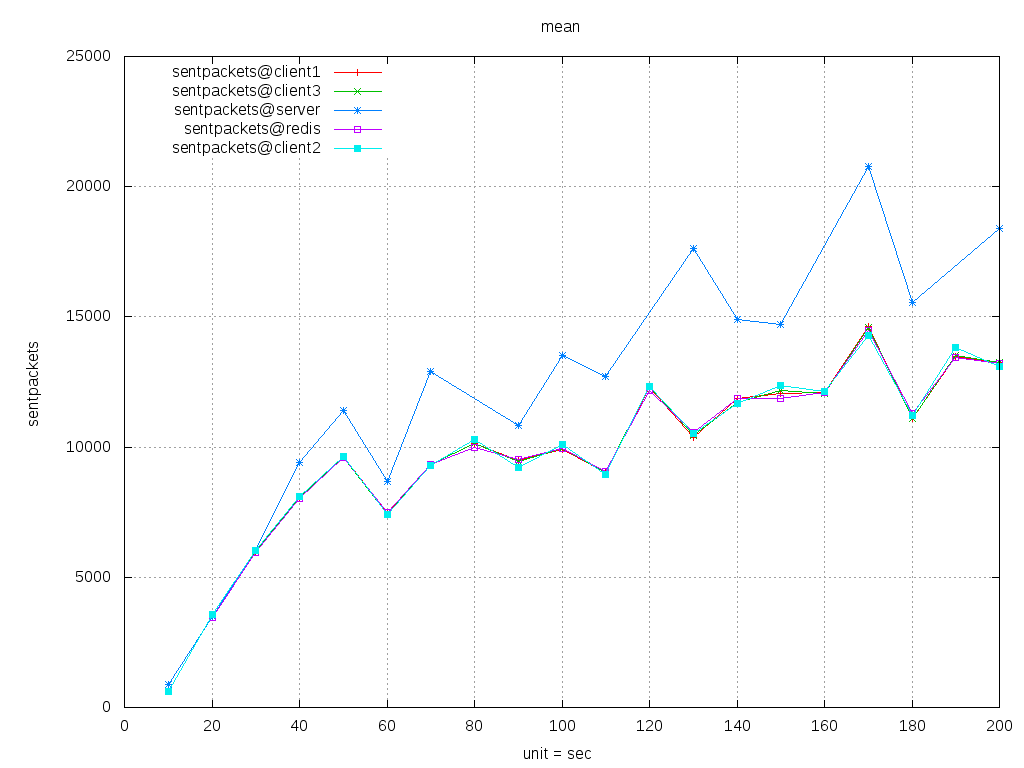 mean
25000
20000
15000
10000
5000
0
sentpackets
sentpackets@client1
sentpackets@client3
sentpackets@server
sentpackets@redis
sentpackets@client2
0 20 40 60 80 100 120 140 160 180 200
unit = sec